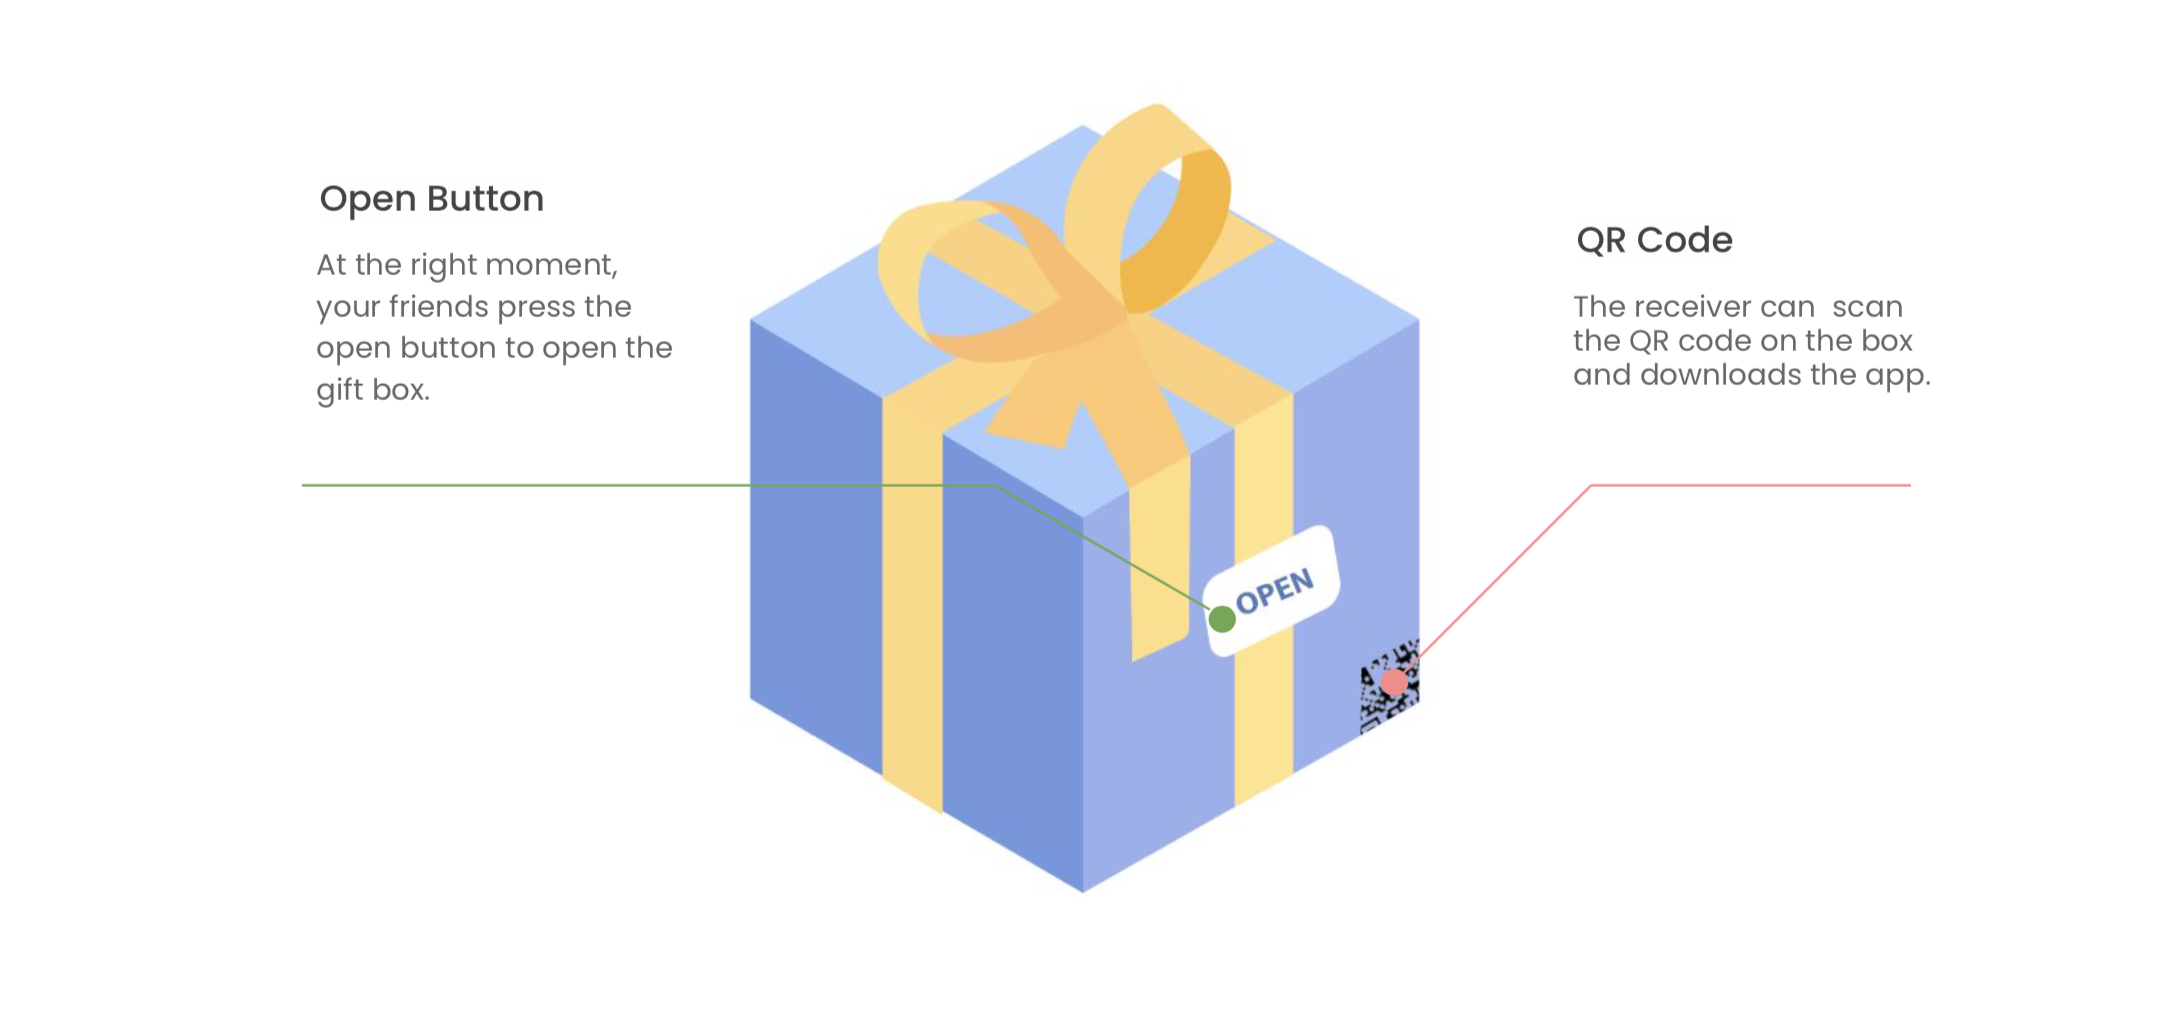 Open Button
At the right moment,
your friends press the
open button to open the
gift box.
QR Code
The receiver can  scan
the QR code on the box
and downloads the app.
OPEN